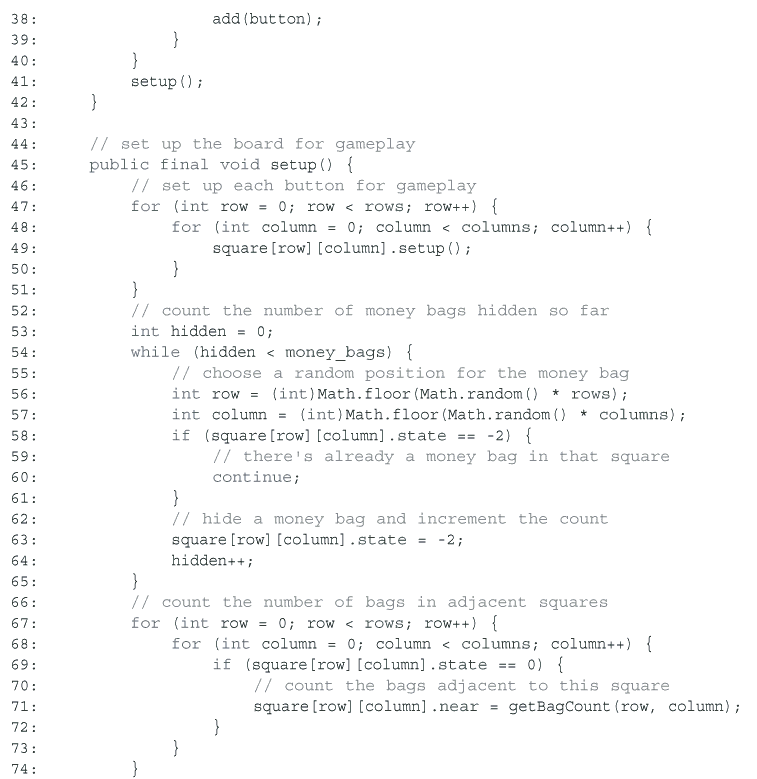 38:                 add(button);
39:             }
40:         }
41:         setup();
42:     }
43:
44:     // set up the board for gameplay
45:     public final void setup() {
46:         // set up each button for gameplay
47:         for (int row = 0; row < rows; row++) {
48:             for (int column = 0; column < columns; column++) {
49:                 square[row][column].setup();
50:             }
51:         }
52:         // count the number of money bags hidden so far
53:         int hidden = 0;
54:         while (hidden < money_bags) {
55:             // choose a random position for the money bag
56:             int row = (int)Math.floor(Math.random() * rows);
57:             int column = (int)Math.floor(Math.random() * columns);
58:             if (square[row][column].state == -2) {
59:                 // there's already a money bag in that square
60:                 continue;
61:             }
62:             // hide a money bag and increment the count
63:             square[row][column].state = -2;
64:             hidden++;
65:         }
66:         // count the number of bags in adjacent squares
67:         for (int row = 0; row < rows; row++) {
68:             for (int column = 0; column < columns; column++) {
69:                 if (square[row][column].state == 0) {
70:                     // count the bags adjacent to this square
71:                     square[row][column].near = getBagCount(row, column);
72:                 }
73:             }
74:         }